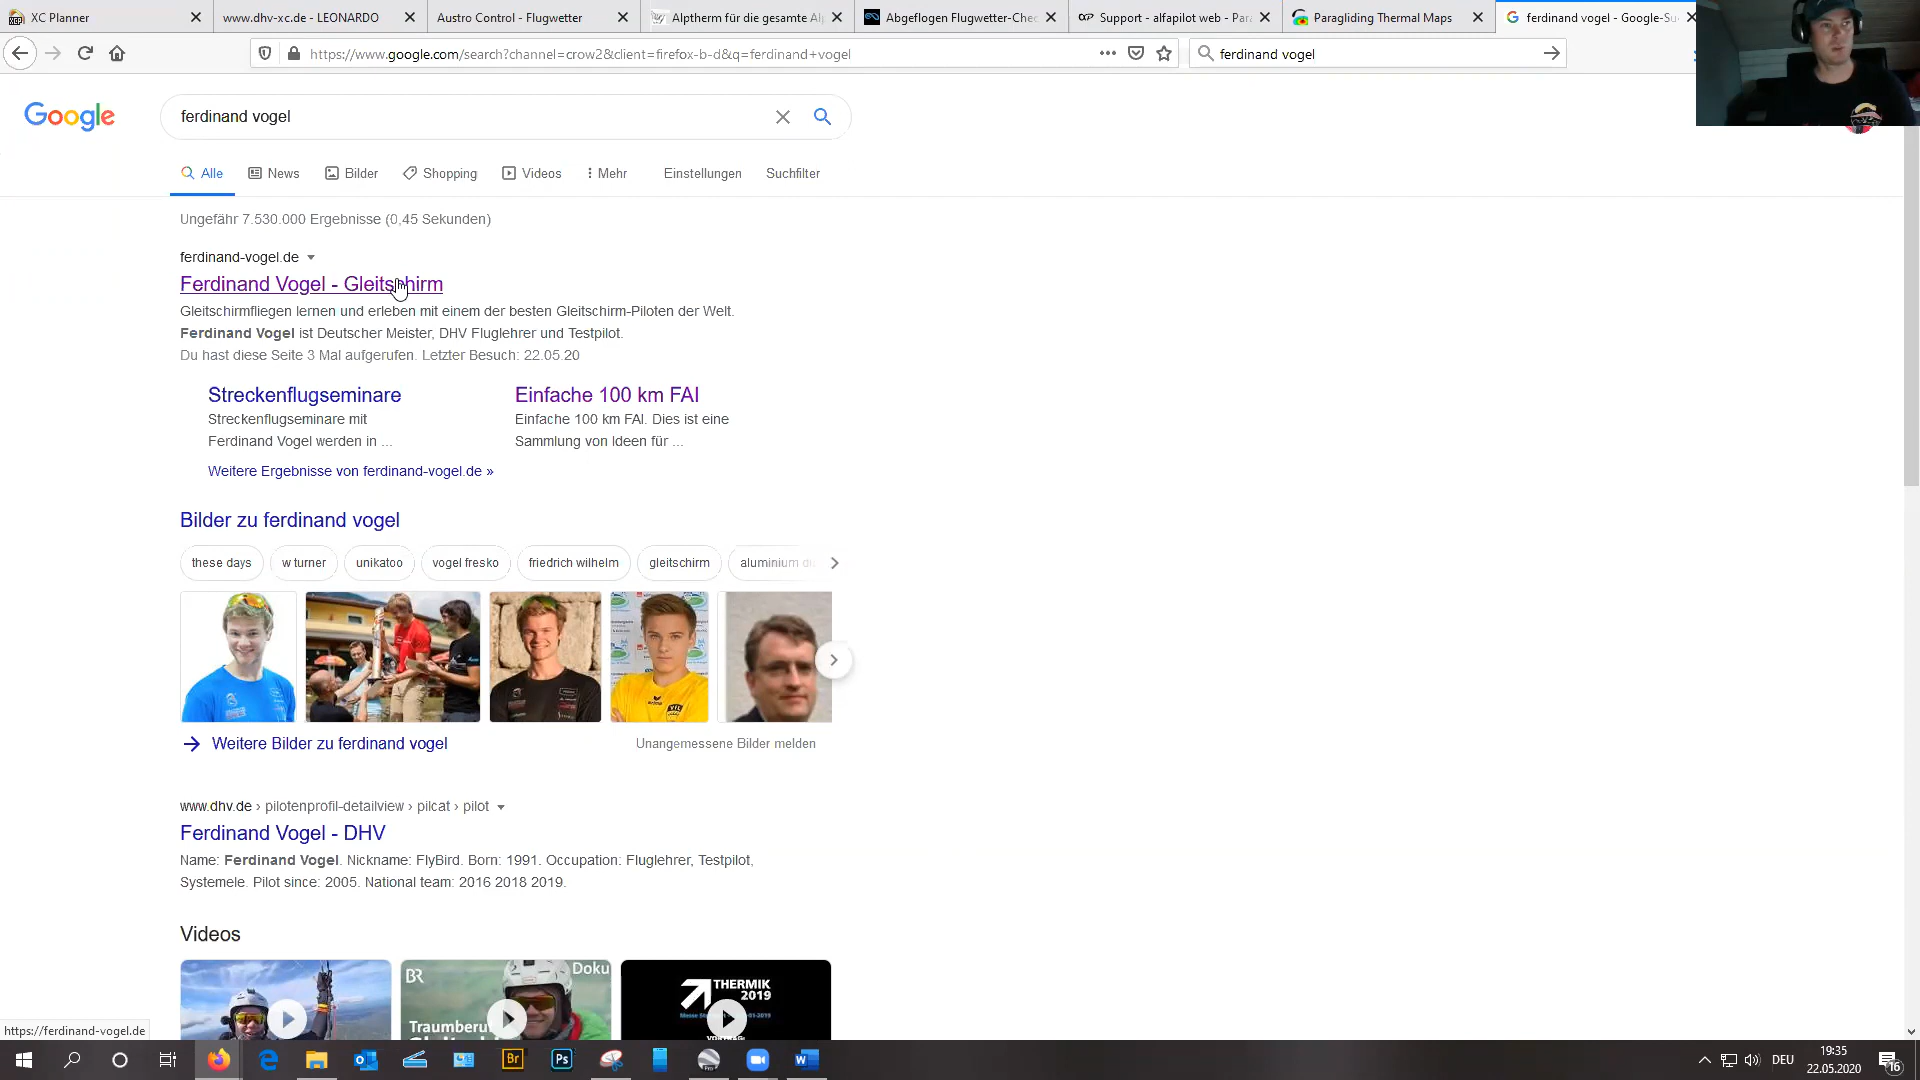 XC Planner
www.dhv-xc.de - LEONARDO
Austro Control - Flugwetter
Alptherm für die gesamte Al
Abgeflogen Flugwetter-Chec
Support - alfapilot web - Par
Paragliding Thermal Maps
ferdinand vogel - Google-Su
https://www.google.com/search?channel=crow2&client=firefox-b-d&q=ferdinand+vogel
ferdinand vogel
Google
ferdinand vogel
Alle
News
Bilder
Shopping
Videos
Mehr
Einstellungen
Suchfilter
Ungefähr 7.530.000 Ergebnisse (0,45 Sekunden)
ferdinand-vogel.de
Ferdinand Vogel - Gleitschirm
Gleitschirmfliegen lernen und erleben mit einem der besten Gleitschirm-Piloten der Welt.
Ferdinand Vogel ist Deutscher Meister, DHV Fluglehrer und Testpilot.
Du hast diese Seite 3 Mal aufgerufen. Letzter Besuch: 22.05.20
Streckenflugseminare
Streckenflugseminare mit
Ferdinand Vogel werden in ...
Einfache 100 km FAI
Einfache 100 km FAI. Dies ist eine
Sammlung von Ideen für ...
Weitere Ergebnisse von ferdinand-vogel.de »
Bilder zu ferdinand vogel
these days
w turner
unikatoo
vogel fresko
friedrich wilhelm
gleitschirm
aluminium
Weitere Bilder zu ferdinand vogel
Unangemessene Bilder melden
www.dhv.de › pilotenprofil-detailview › pilcat › pilot
Ferdinand Vogel - DHV
Name: Ferdinand Vogel. Nickname: FlyBird. Born: 1991. Occupation: Fluglehrer, Testpilot,
Systemele. Pilot since: 2005. National team: 2016 2018 2019.
Videos
BR
Doku
Traumberuf
THERMIK
2019
https://ferdinand-vogel.de
Br
Ps
DEU
19:35
22.05.2020
16